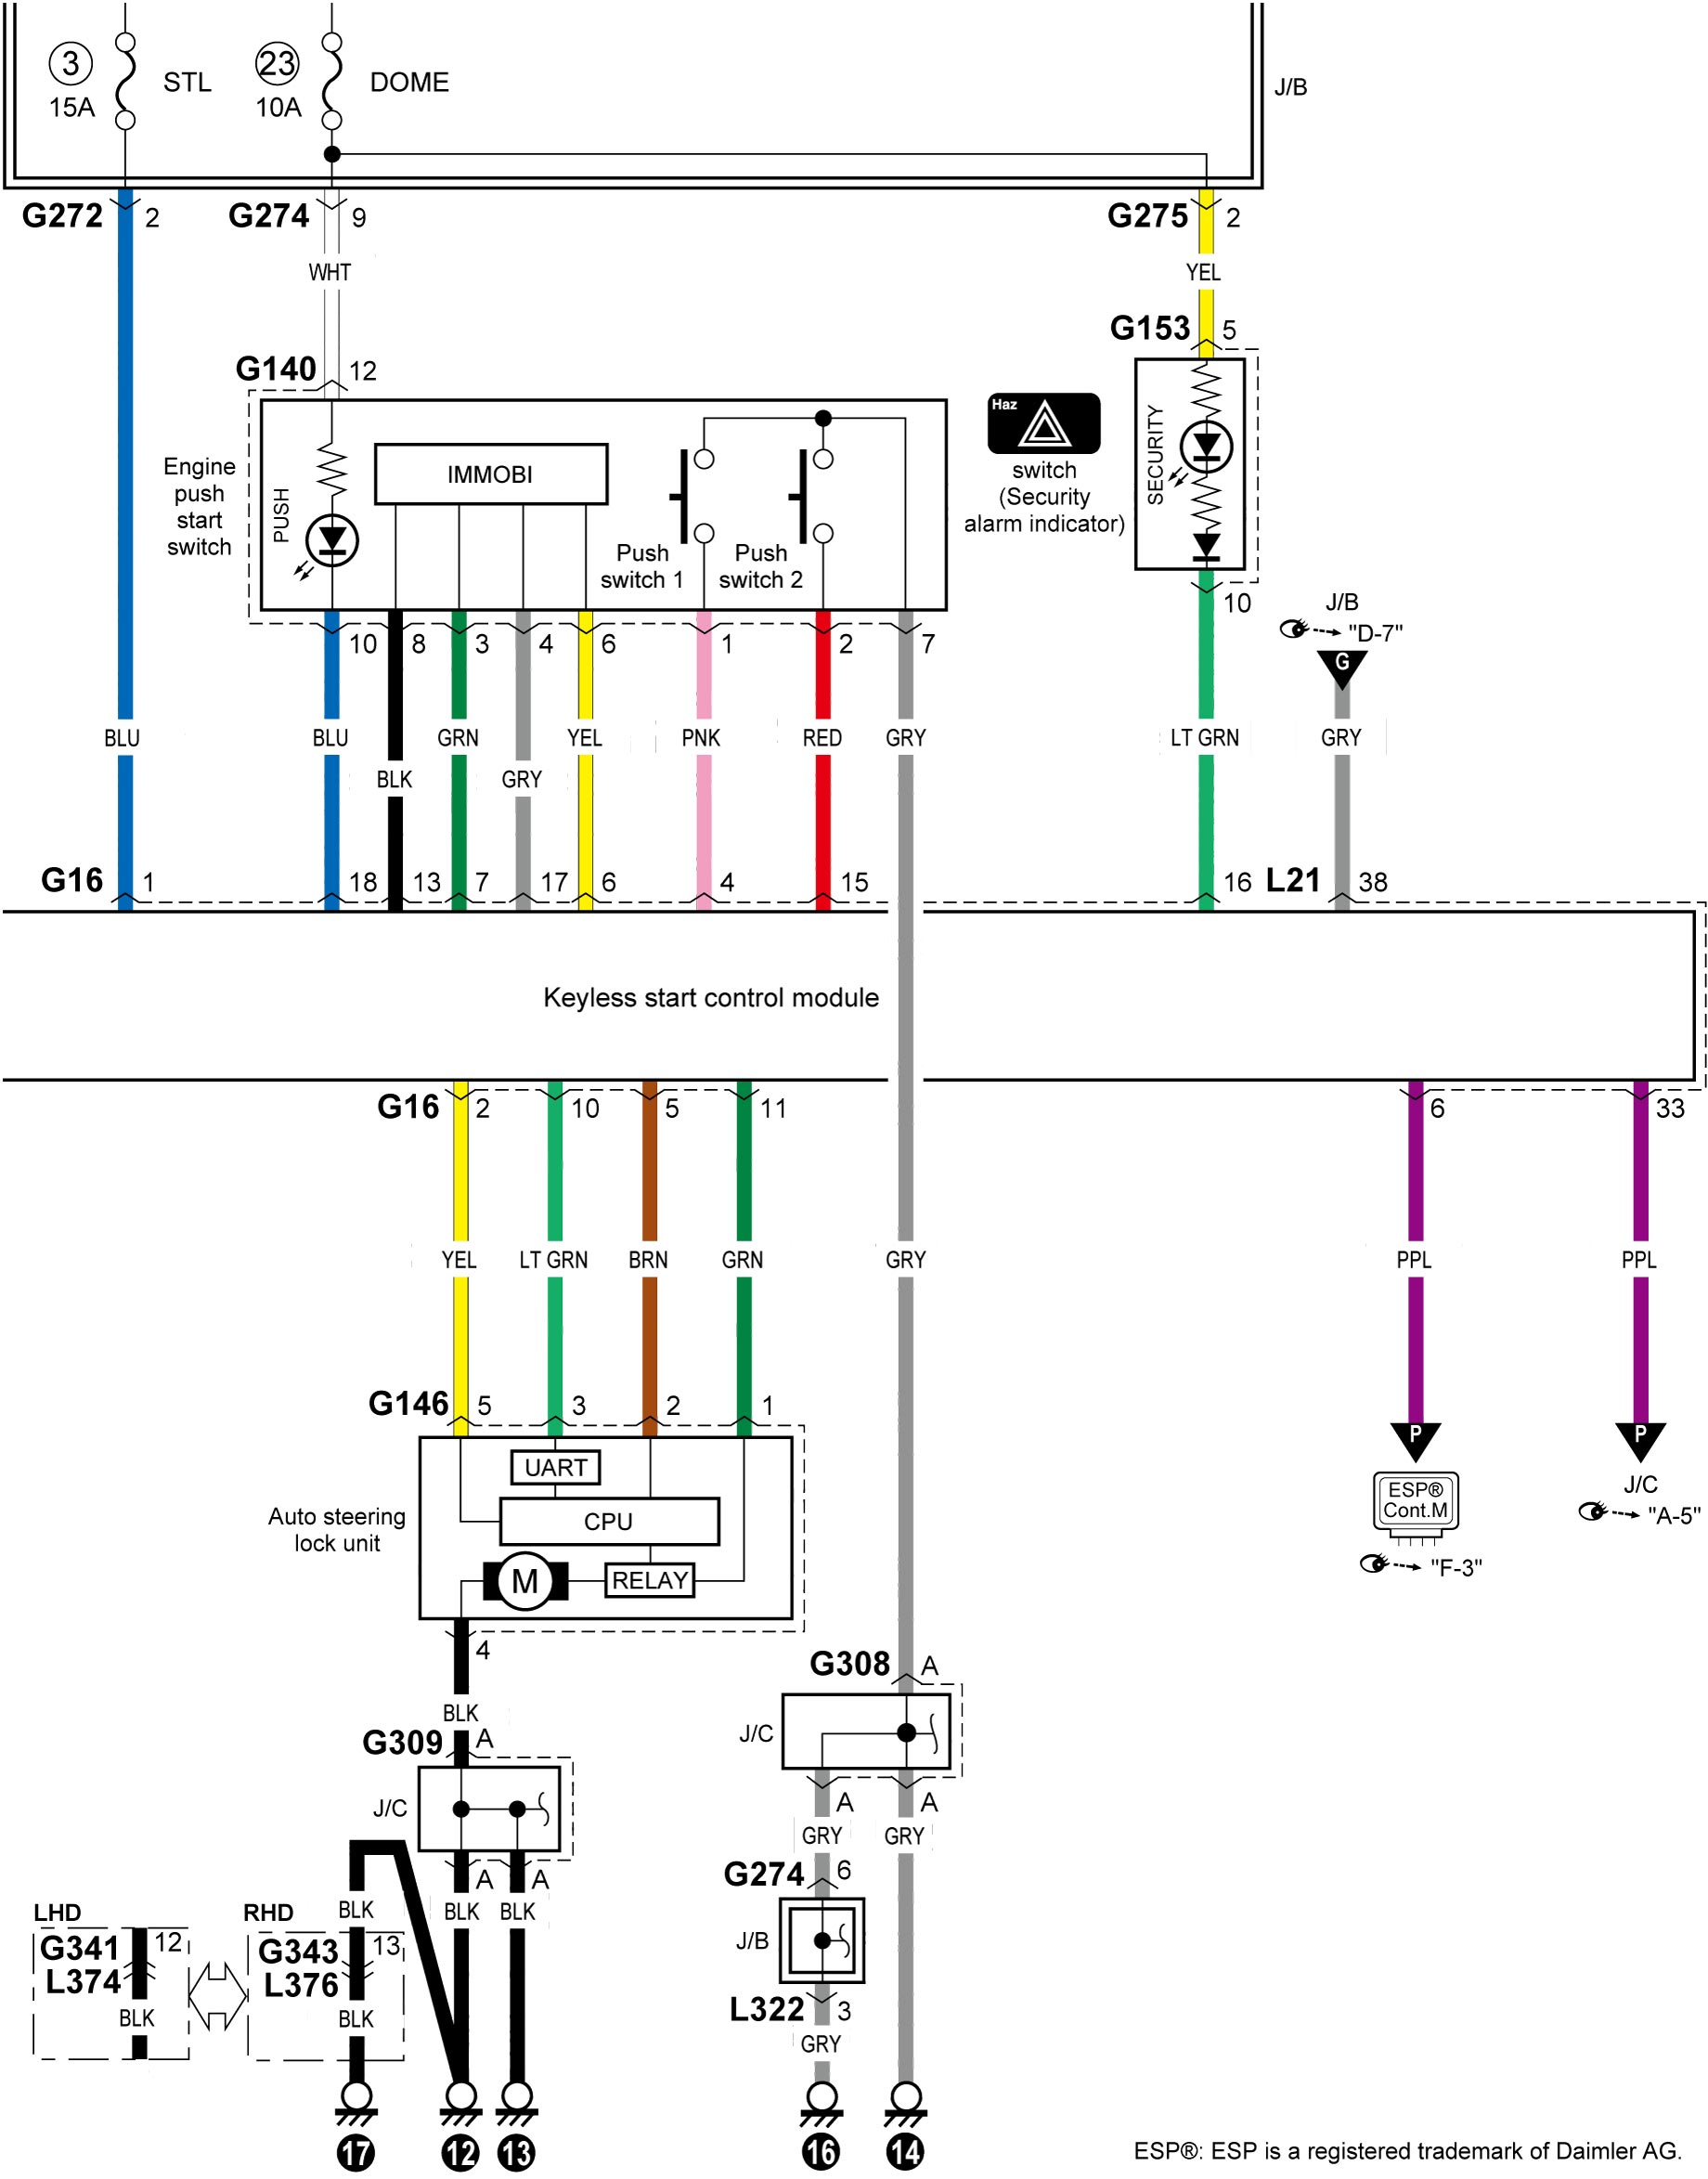 3
15A
STL
23
10A
DOME
J/B
G272
2
G274
9
G275
2
WHT
YEL
G153
5
G140
12
Haz
switch
(Security
alarm indicator)
SECURITY
Engine
push
start
switch
PUSH
IMMOBI
Push
switch 1
Push
switch 2
10
8
3
4
6
1
2
7
10
J/B
"D-7"
G
BLU
BLU
BLK
GRN
GRY
YEL
PNK
RED
GRY
LT GRN
GRY
G16
1
18
13
7
17
6
4
15
16
L21
38
Keyless start control module
G16
2
10
5
11
6
33
YEL
LT GRN
BRN
GRN
GRY
PPL
PPL
G146
5
3
2
1
UART
CPU
M
RELAY
Auto steering
lock unit
P
ESP®
Cont.M
"F-3"
P
J/C
"A-5"
4
BLK
G309
A
J/C
A
A
G308
A
J/C
A
A
GRY
GRY
G274
6
J/B
L322
3
GRY
BLK
BLK
BLK
LHD
G341
12
L374
BLK
RHD
G343
13
L376
BLK
17
12
13
16
14
ESP®: ESP is a registered trademark of Daimler AG.